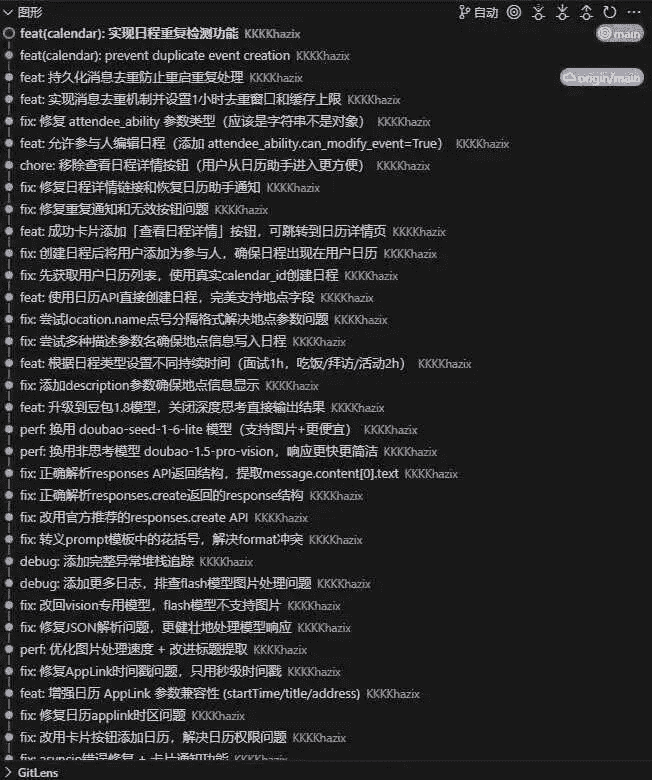 图形
自动
feat(calendar): 实现日程重复检测功能 KKKKhazix
main
feat(calendar): prevent duplicate event creation KKKKhazix
feat: 持久化消息去重防止重启重复处理 KKKKhazix
origin/main
feat: 实现消息去重机制并设置1小时去重窗口和缓存上限 KKKKhazix
fix: 修复 attendee_ability 参数类型（应该是字符串不是对象） KKKKhazix
feat: 允许参与人编辑日程（添加 attendee_ability.can_modify_event=True） KKKKhazix
chore: 移除查看日程详情按钮（用户从日历助手进入更方便） KKKKhazix
fix: 修复日程详情链接和恢复日历助手通知 KKKKhazix
fix: 修复重复通知和无效按钮问题 KKKKhazix
feat: 成功卡片添加「查看日程详情」按钮，可跳转到日历详情页 KKKKhazix
fix: 创建日程后将用户添加为参与人，确保日程出现在用户日历 KKKKhazix
fix: 先获取用户日历列表，使用真实calendar_id创建日程 KKKKhazix
feat: 使用日历API直接创建日程，完美支持地点字段 KKKKhazix
fix: 尝试location.name点号分隔格式解决地点参数问题 KKKKhazix
fix: 尝试多种描述参数名确保地点信息写入日程 KKKKhazix
feat: 根据日程类型设置不同持续时间（面试1h，吃饭/拜访/活动2h） KKKKhazix
fix: 添加description参数确保地点信息显示 KKKKhazix
feat: 升级到豆包1.8模型，关闭深度思考直接输出结果 KKKKhazix
perf: 换用 doubao-seed-1-6-lite 模型（支持图片+更便宜） KKKKhazix
perf: 换用非思考模型 doubao-1.5-pro-vision，响应更快更简洁 KKKKhazix
fix: 正确解析responses API返回结构，提取message.content[0].text KKKKhazix
fix: 正确解析responses.create返回的response结构 KKKKhazix
fix: 改用官方推荐的responses.create API KKKKhazix
fix: 转义prompt模板中的花括号，解决format冲突 KKKKhazix
debug: 添加完整异常堆栈追踪 KKKKhazix
debug: 添加更多日志，排查flash模型图片处理问题 KKKKhazix
fix: 改回vision专用模型，flash模型不支持图片 KKKKhazix
fix: 修复JSON解析问题，更健壮地处理模型响应 KKKKhazix
perf: 优化图片处理速度 + 改进标题提取 KKKKhazix
fix: 修复AppLink时间戳问题，只用秒级时间戳 KKKKhazix
feat: 增强日历 AppLink 参数兼容性 (startTime/title/address) KKKKhazix
fix: 修复日历applink时区问题 KKKKhazix
fix: 改用卡片按钮添加日历，解决日历权限问题 KKKKhazix
fix: asyncio错误修复 + 卡片通知功能 KKKKhazix
GitLens